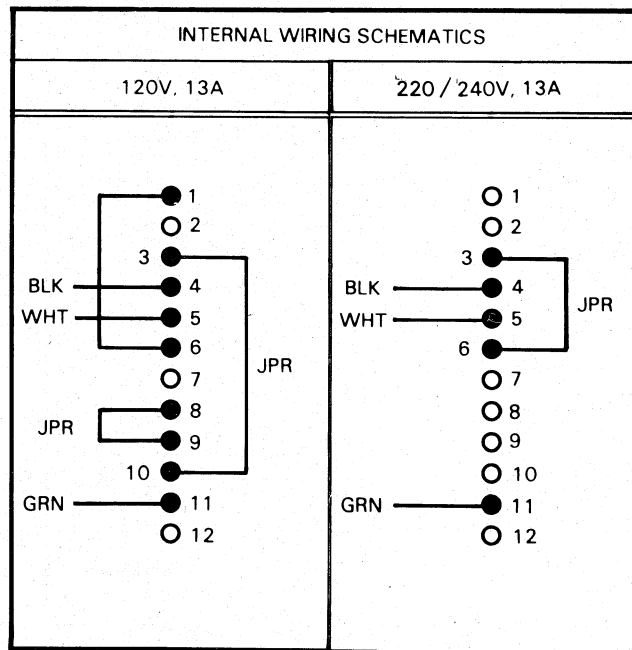 INTERNAL WIRING SCHEMATICS
120V, 13A
1
2
3
BLK
4
WHT
5
6
7
JPR
8
JPR
9
10
GRN
11
12
220 / 240V, 13A
1
2
3
BLK
4
JPR
WHT
5
6
7
8
9
10
GRN
11
12